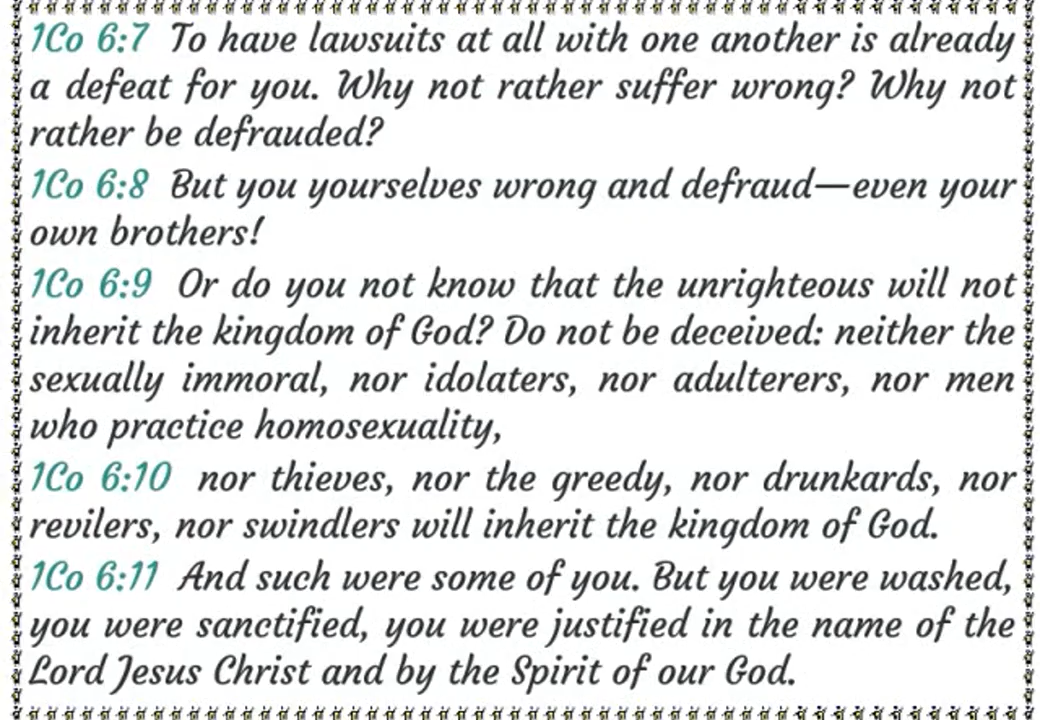 1Co 6:7 To have lawsuits at all with one another is already
a defeat for you. Why not rather suffer wrong? Why not
rather be defrauded?
1Co 6:8 But you yourselves wrong and defraud—even your
own brothers!
1Co 6:9 Or do you not know that the unrighteous will not
inherit the kingdom of God? Do not be deceived: neither the
sexually immoral, nor idolaters, nor adulterers, nor men
who practice homosexuality,
1Co 6:10 nor thieves, nor the greedy, nor drunkards, nor
revilers, nor swindlers will inherit the kingdom of God.
1Co 6:11 And such were some of you. But you were washed,
you were sanctified, you were justified in the name of the
Lord Jesus Christ and by the Spirit of our God.